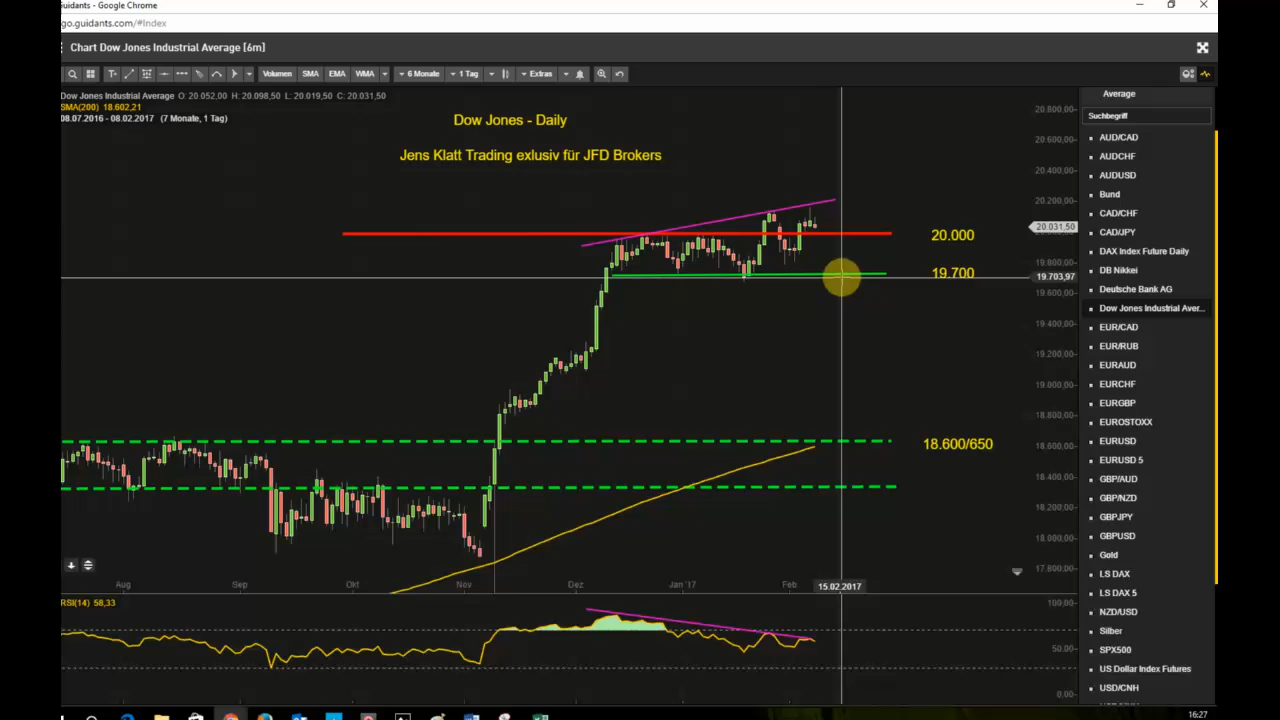 Guidants - Google Chrome
go.guidants.com/#Index
Chart Dow Jones Industrial Average [6m]
Volumen SMA EMA WMA 6 Monate 1 Tag Extras
Dow Jones Industrial Average O: 20.052,00 H: 20.098,50 L: 20.019,50 C: 20.031,50
SMA(200) 18.602,21
08.07.2016 - 08.02.2017 (7 Monate, 1 Tag)
Dow Jones - Daily
Jens Klatt Trading exlusiv für JFD Brokers
20.000
19.700
18.600/650
20.800,00
20.600,00
20.400,00
20.200,00
20.031,50
19.800,00
19.703,97
19.600,00
19.400,00
19.200,00
19.000,00
18.800,00
18.600,00
18.400,00
18.200,00
18.000,00
17.800,00
Aug Sep Okt Nov Dez Jan '17 Feb 15.02.2017
RSI(14) 58,33
100,00
50,00
0,00
Average
Suchbegriff
AUD/CAD
AUDCHF
AUDUSD
Bund
CAD/CHF
CAD/JPY
DAX Index Future Daily
DB Nikkei
Deutsche Bank AG
Dow Jones Industrial Aver...
EUR/CAD
EUR/RUB
EURAUD
EURCHF
EURGBP
EUROSTOXX
EURUSD
EURUSD 5
GBP/AUD
GBP/NZD
GBPJPY
GBPUSD
Gold
LS DAX
LS DAX 5
NZD/USD
Silber
SPX500
US Dollar Index Futures
USD/CNH
16:27